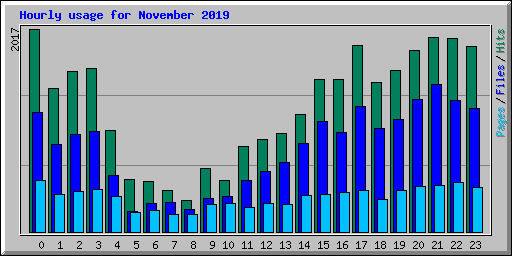 Hourly usage for November 2019
2017
Pages/Files/Hits
0 1 2 3 4 5 6 7 8 9 10 11 12 13 14 15 16 17 18 19 20 21 22 23